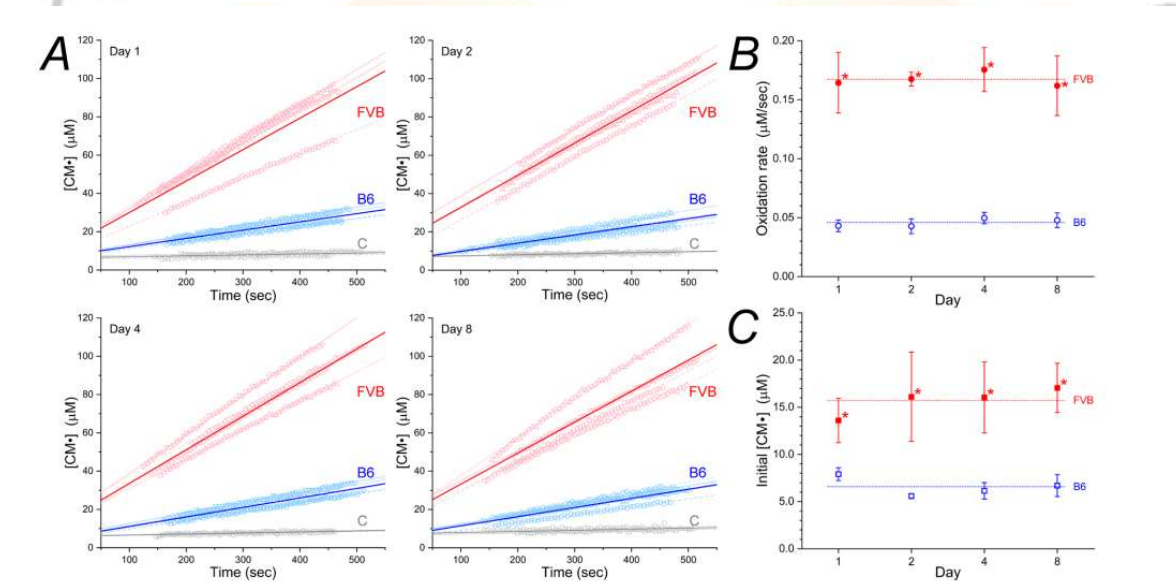 A
Day 1
120
100
80
60
40
20
0
[CM•] (μM)
FVB
B6
C
100 200 300 400 500
Time (sec)
Day 2
120
100
80
60
40
20
0
[CM•] (μM)
FVB
B6
C
100 200 300 400 500
Time (sec)
Day 4
120
100
80
60
40
20
0
[CM•] (μM)
FVB
B6
C
100 200 300 400 500
Time (sec)
Day 8
120
100
80
60
40
20
0
[CM•] (μM)
FVB
B6
C
100 200 300 400 500
Time (sec)
B
0.20
0.15
0.10
0.05
0.00
Oxidation rate (μM/sec)
* * * *
FVB
B6
1 2 4 8
Day
C
25.0
20.0
15.0
10.0
5.0
0.0
Initial [CM•] (μM)
* * * *
FVB
B6
1 2 4 8
Day